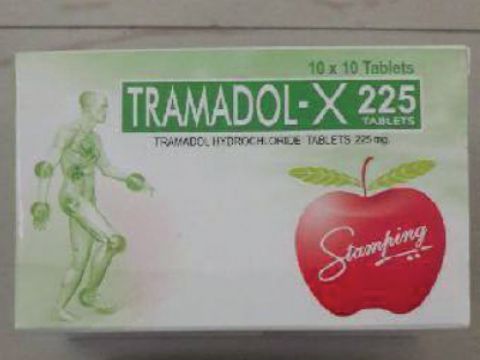 10 x 10 Tablets
TRAMADOL-X 225
TABLETS
TRAMADOL HYDROCHLORIDE TABLETS 225 mg.
Stamping